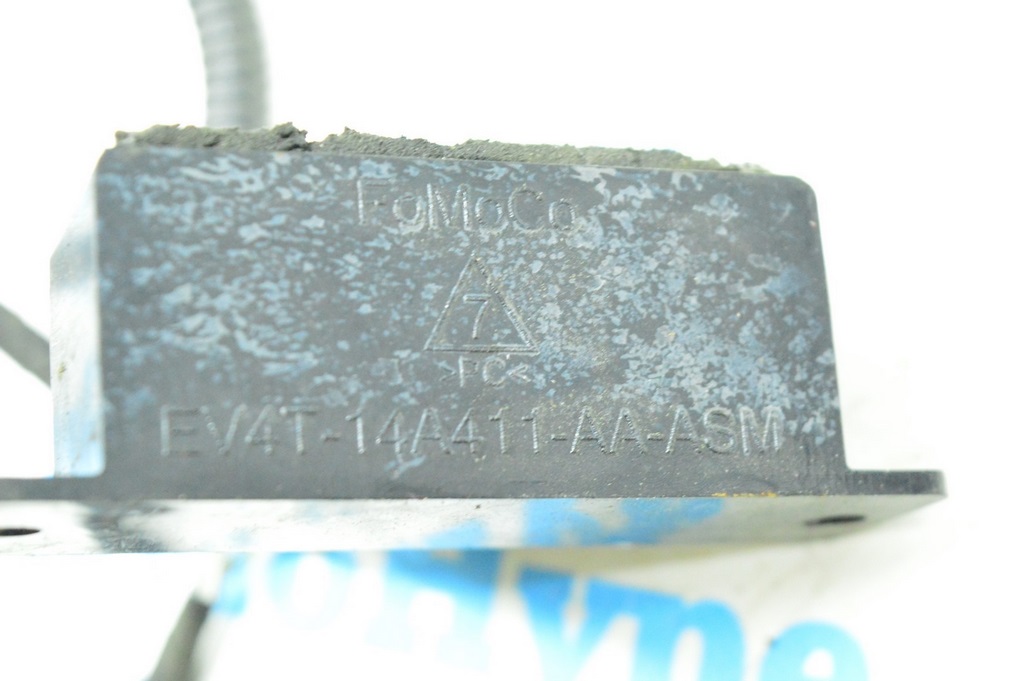 FoMoCo
7
>PC<
EV4T-14A411-AA-ASM